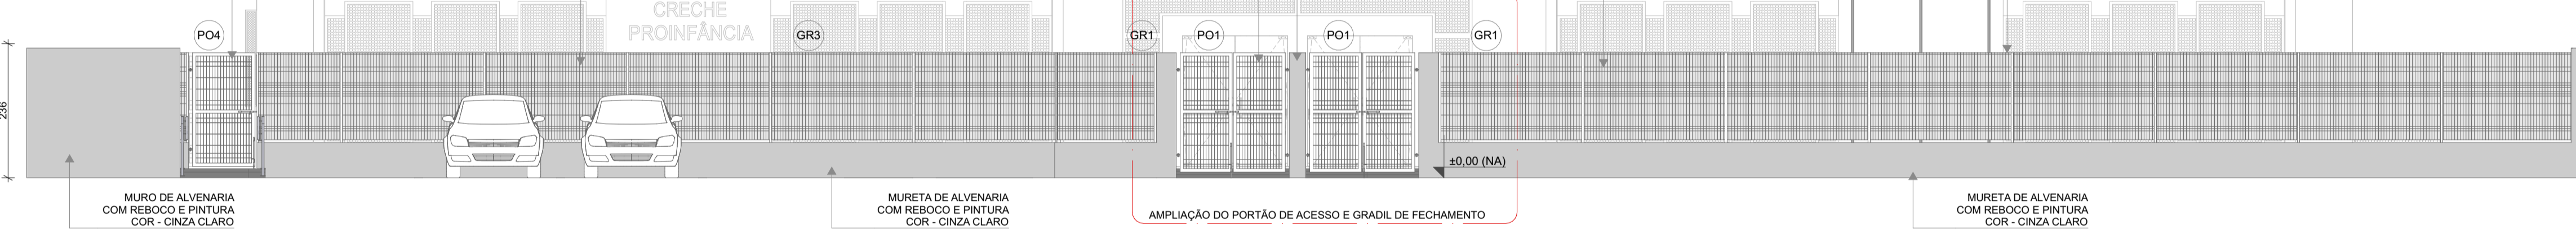 CRECHE
PROINFÂNCIA
PO4
GR3
GR1
PO1
PO1
GR1
236
±0,00 (NA)
MURO DE ALVENARIA
COM REBOCO E PINTURA
COR - CINZA CLARO
MURETA DE ALVENARIA
COM REBOCO E PINTURA
COR - CINZA CLARO
AMPLIAÇÃO DO PORTÃO DE ACESSO E GRADIL DE FECHAMENTO
MURETA DE ALVENARIA
COM REBOCO E PINTURA
COR - CINZA CLARO